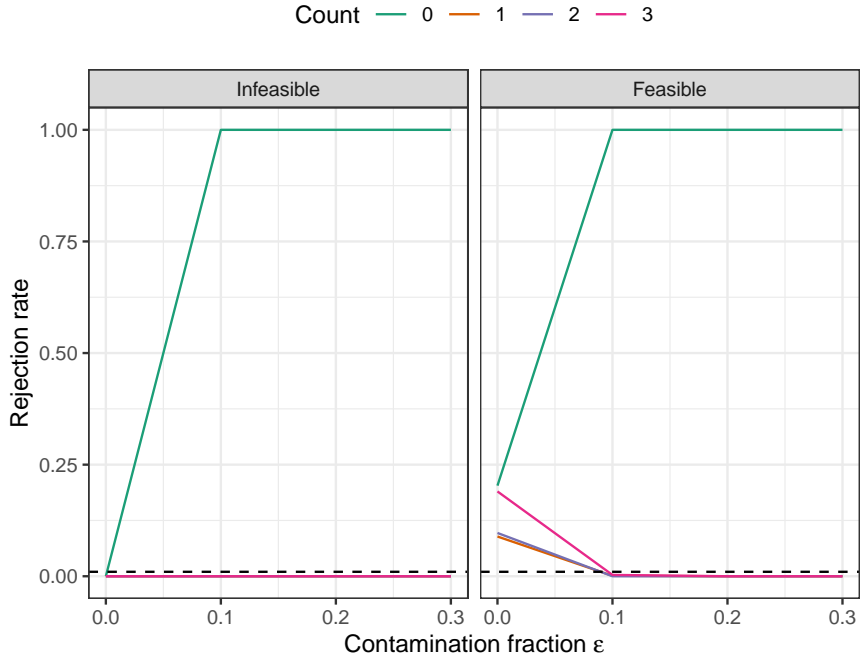 Count 0 1 2 3
Infeasible Feasible
1.00
0.75
0.50
0.25
0.00
Rejection rate
0.0 0.1 0.2 0.3 0.0 0.1 0.2 0.3
Contamination fraction ε